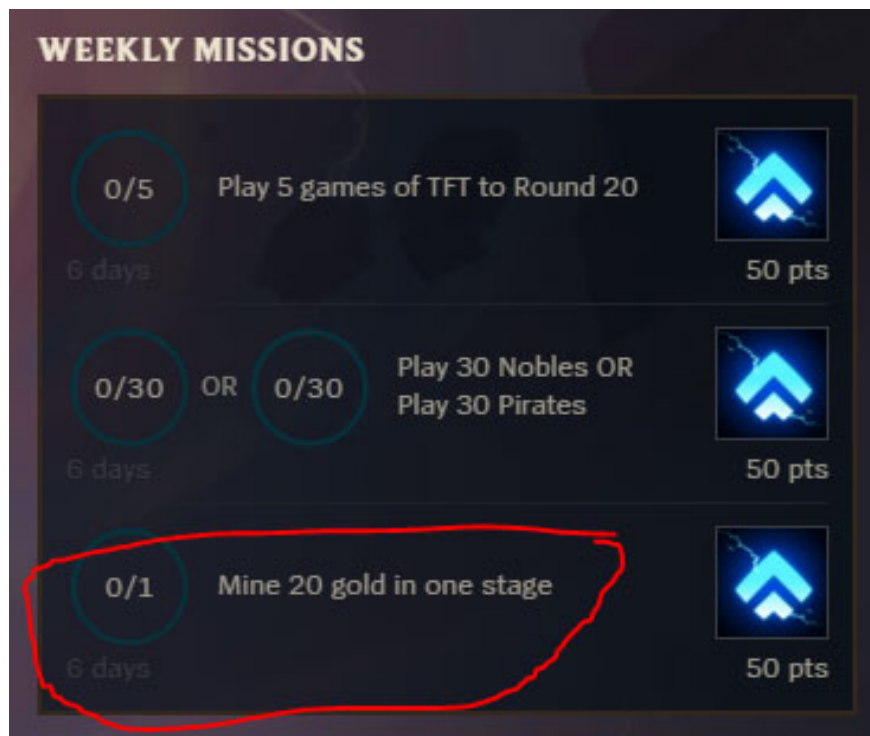 WEEKLY MISSIONS
0/5
Play 5 games of TFT to Round 20
6 days
50 pts
0/30 OR 0/30
Play 30 Nobles OR
Play 30 Pirates
6 days
50 pts
0/1
Mine 20 gold in one stage
6 days
50 pts